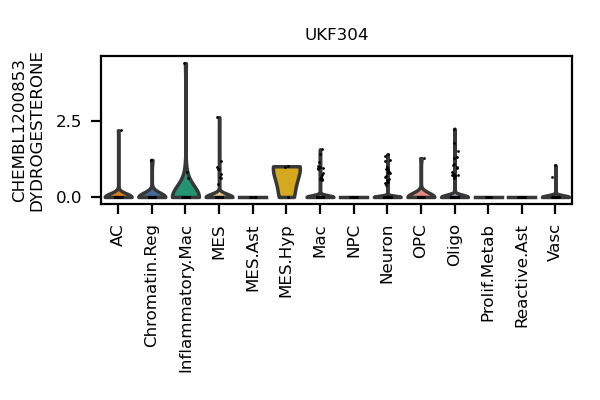 UKF304
CHEMBL1200853
DYDROGESTERONE
2.5
0.0
AC
Chromatin.Reg
Inflammatory.Mac
MES
MES.Ast
MES.Hyp
Mac
NPC
Neuron
OPC
Oligo
Prolif.Metab
Reactive.Ast
Vasc